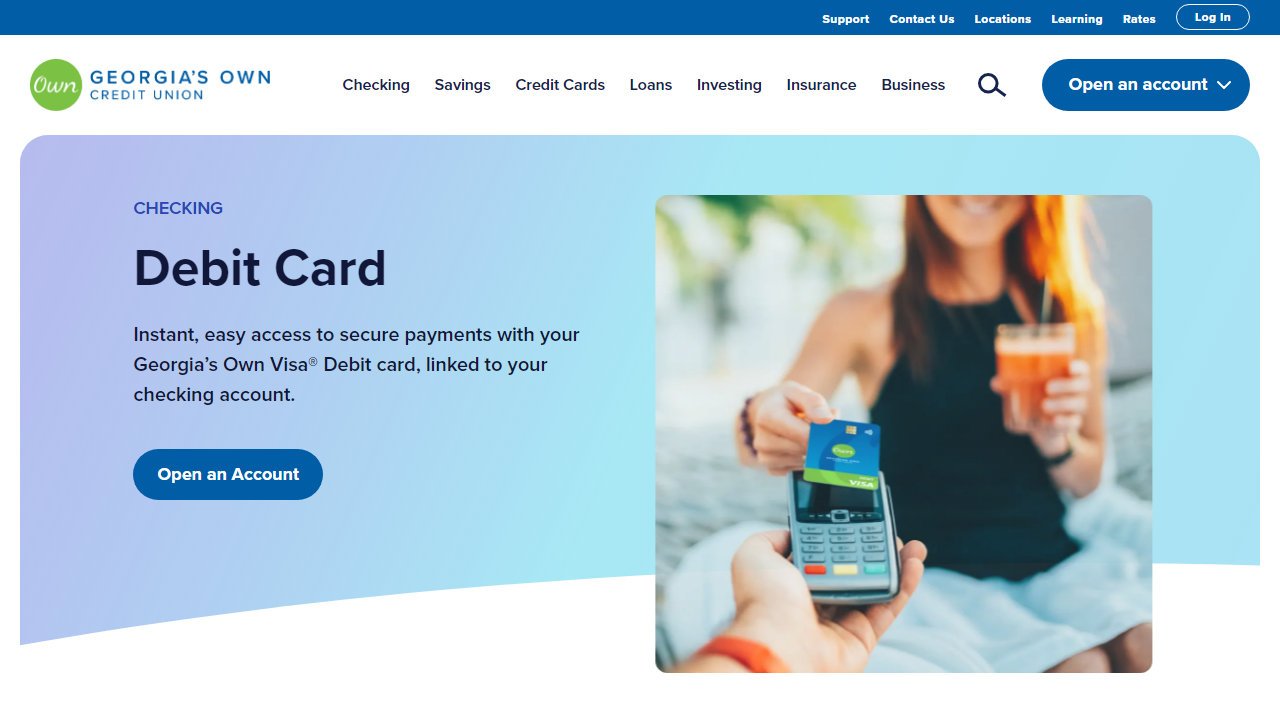 Support Contact Us Locations Learning Rates Log In
Own GEORGIA'S OWN
CREDIT UNION
Checking Savings Credit Cards Loans Investing Insurance Business Open an account
CHECKING
Debit Card
Instant, easy access to secure payments with your
Georgia’s Own Visa® Debit card, linked to your
checking account.
Open an Account
Own
VISA